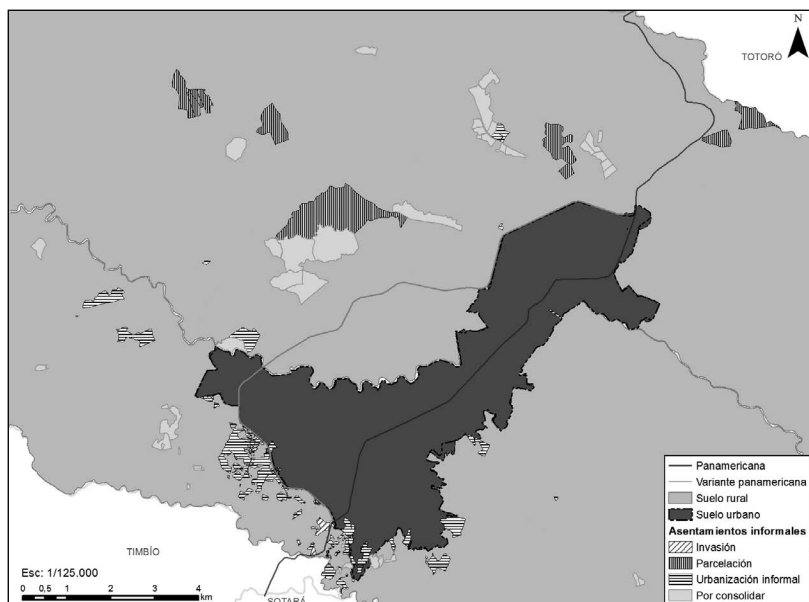 N
TOTORÓ
TIMBÍO
SOTARÁ
Esc: 1/125.000
0 0,5 1 2 3 4
km
Panamericana
Variante panamericana
Suelo rural
Suelo urbano
Asentamientos informales
Invasión
Parcelación
Urbanización informal
Por consolidar